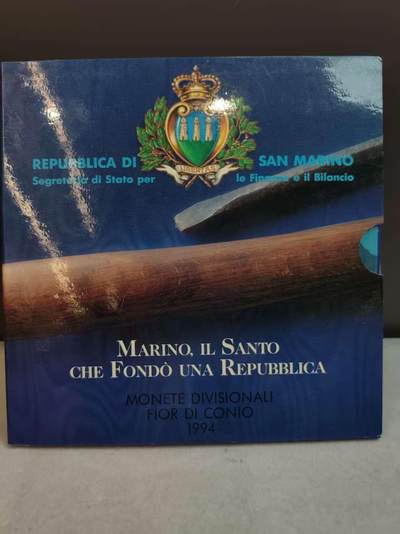 REPUBBLICA DI SAN MARINO
Segreteria di Stato per le Finanze e il Bilancio
LIBERTAS
MARINO, IL SANTO
CHE FONDÒ UNA REPUBBLICA
MONETE DIVISIONALI
FIOR DI CONIO
1994